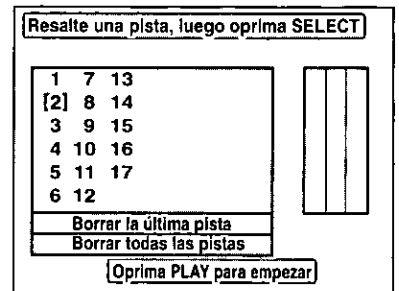 Resalte una pista, luego oprima SELECT
1 7 13
[2] 8 14
3 9 15
4 10 16
5 11 17
6 12
Borrar la última pista
Borrar todas las pistas
Oprima PLAY para empezar